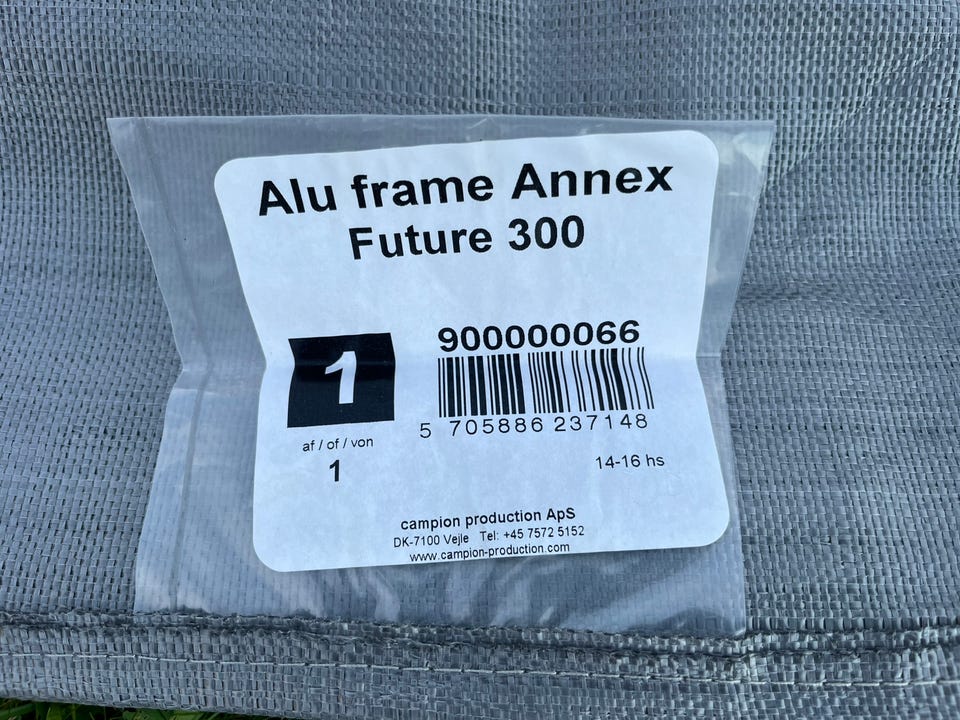 Alu frame Annex
Future 300
900000066
1
5 705886 237148
af / of / von
1
14-16 hs
campion production ApS
DK-7100 Vejle Tel: +45 7572 5152
www.campion-production.com